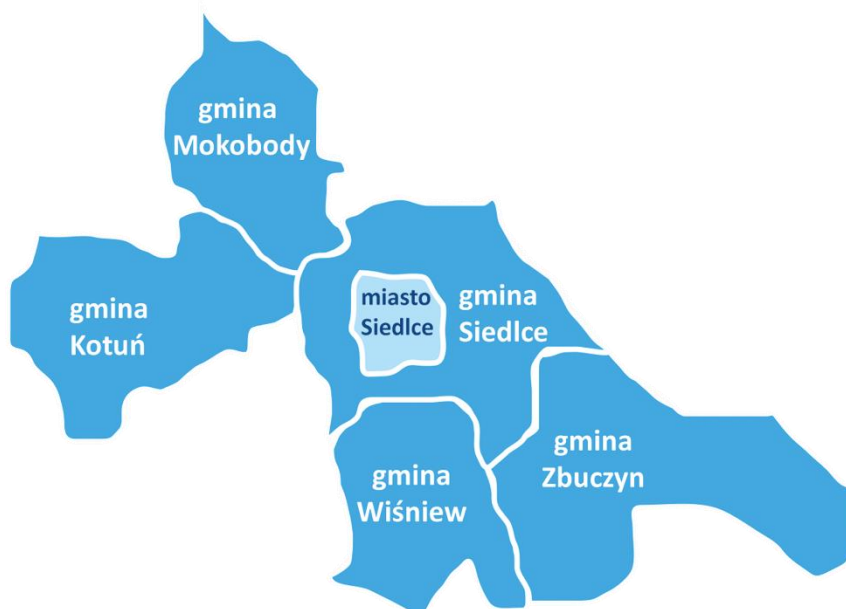 gmina
Mokobody
gmina
Kotuń
miasto
Siedlce
gmina
Siedlce
gmina
Wiśniew
gmina
Zbuczyn